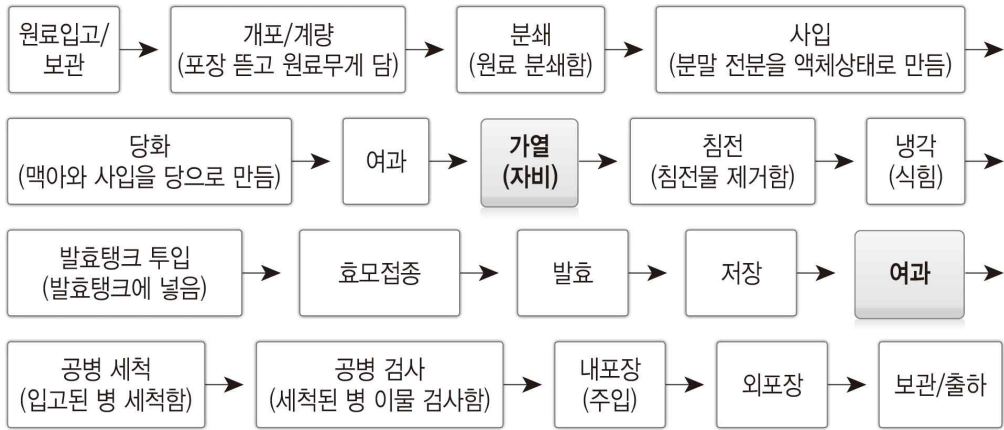 원료입고/
보관
개포/계량
(포장 뜯고 원료무게 담)
분쇄
(원료 분쇄함)
사입
(분말 전분을 액체상태로 만듬)
당화
(맥아와 사입을 당으로 만듬)
여과
가열
(자비)
침전
(침전물 제거함)
냉각
(식힘)
발효탱크 투입
(발효탱크에 넣음)
효모접종
발효
저장
여과
공병 세척
(입고된 병 세척함)
공병 검사
(세척된 병 이물 검사함)
내포장
(주입)
외포장
보관/출하